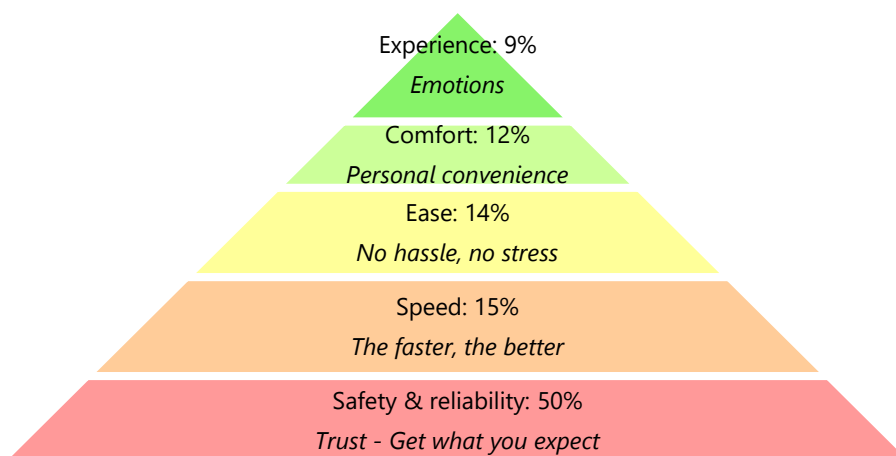 Experience: 9%
Emotions
Comfort: 12%
Personal convenience
Ease: 14%
No hassle, no stress
Speed: 15%
The faster, the better
Safety & reliability: 50%
Trust - Get what you expect